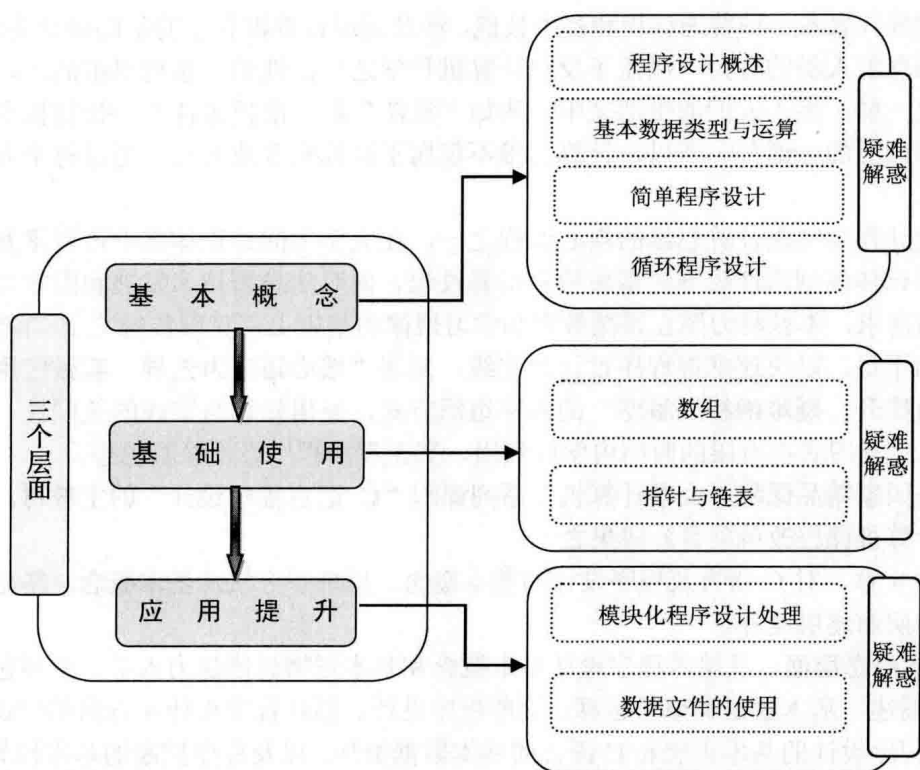 三个层面
基本概念
基础使用
应用提升
程序设计概述
基本数据类型与运算
简单程序设计
循环程序设计
疑难
解惑
数组
指针与链表
疑难
解惑
模块化程序设计处理
数据文件的使用
疑难
解惑